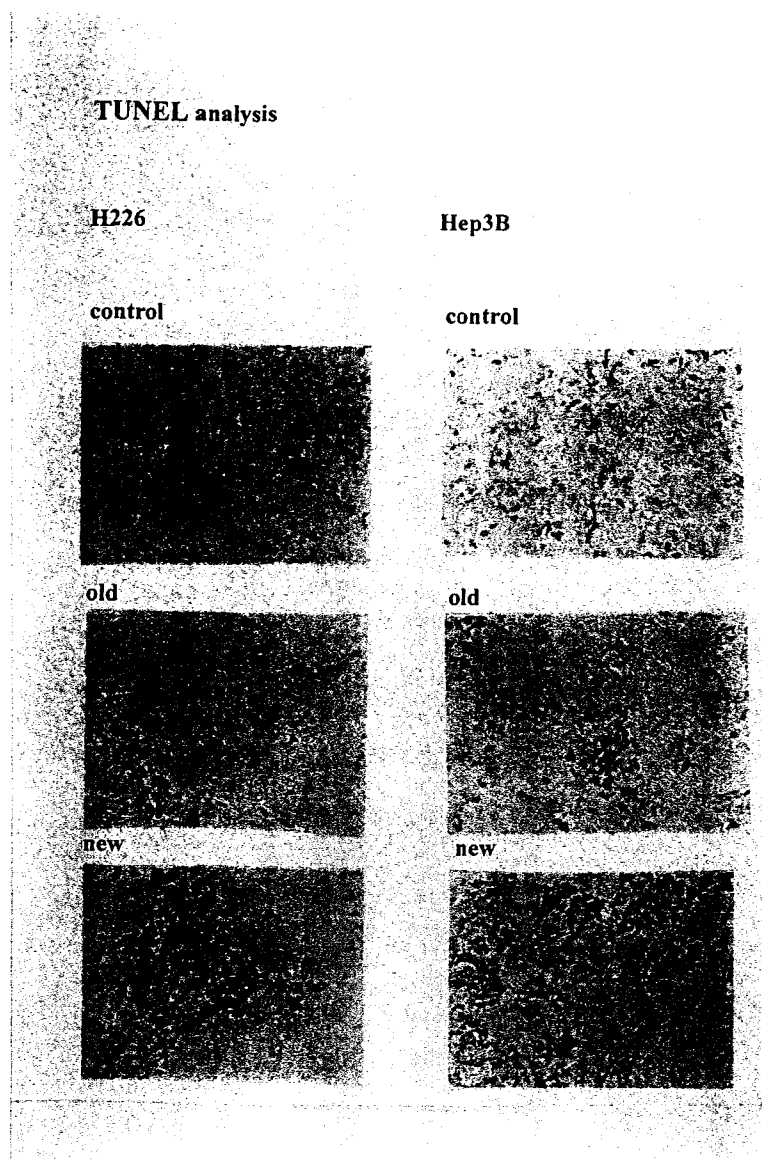 TUNEL analysis
H226
Hep3B
control
control
old
old
new
new